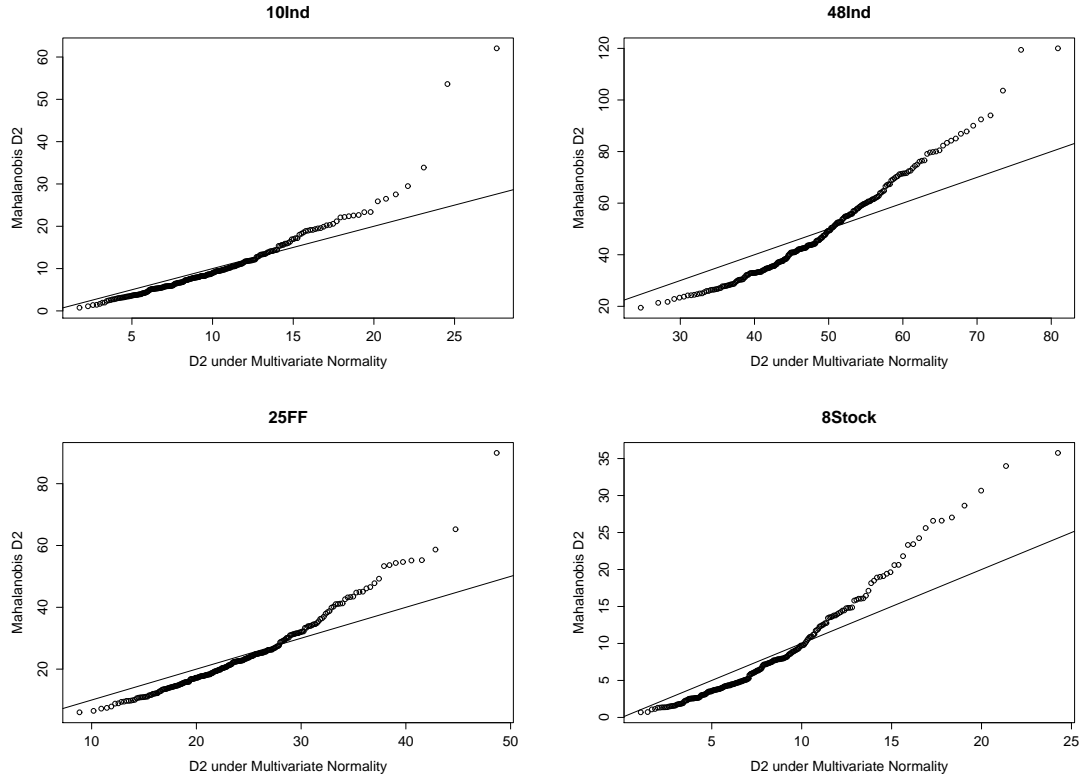 10Ind
Mahalanobis D2
0 10 20 30 40 50 60
5 10 15 20 25
D2 under Multivariate Normality
48Ind
Mahalanobis D2
20 40 60 80 100 120
30 40 50 60 70 80
D2 under Multivariate Normality
25FF
Mahalanobis D2
20 40 60 80
10 20 30 40 50
D2 under Multivariate Normality
8Stock
Mahalanobis D2
0 5 10 15 20 25 30 35
5 10 15 20 25
D2 under Multivariate Normality